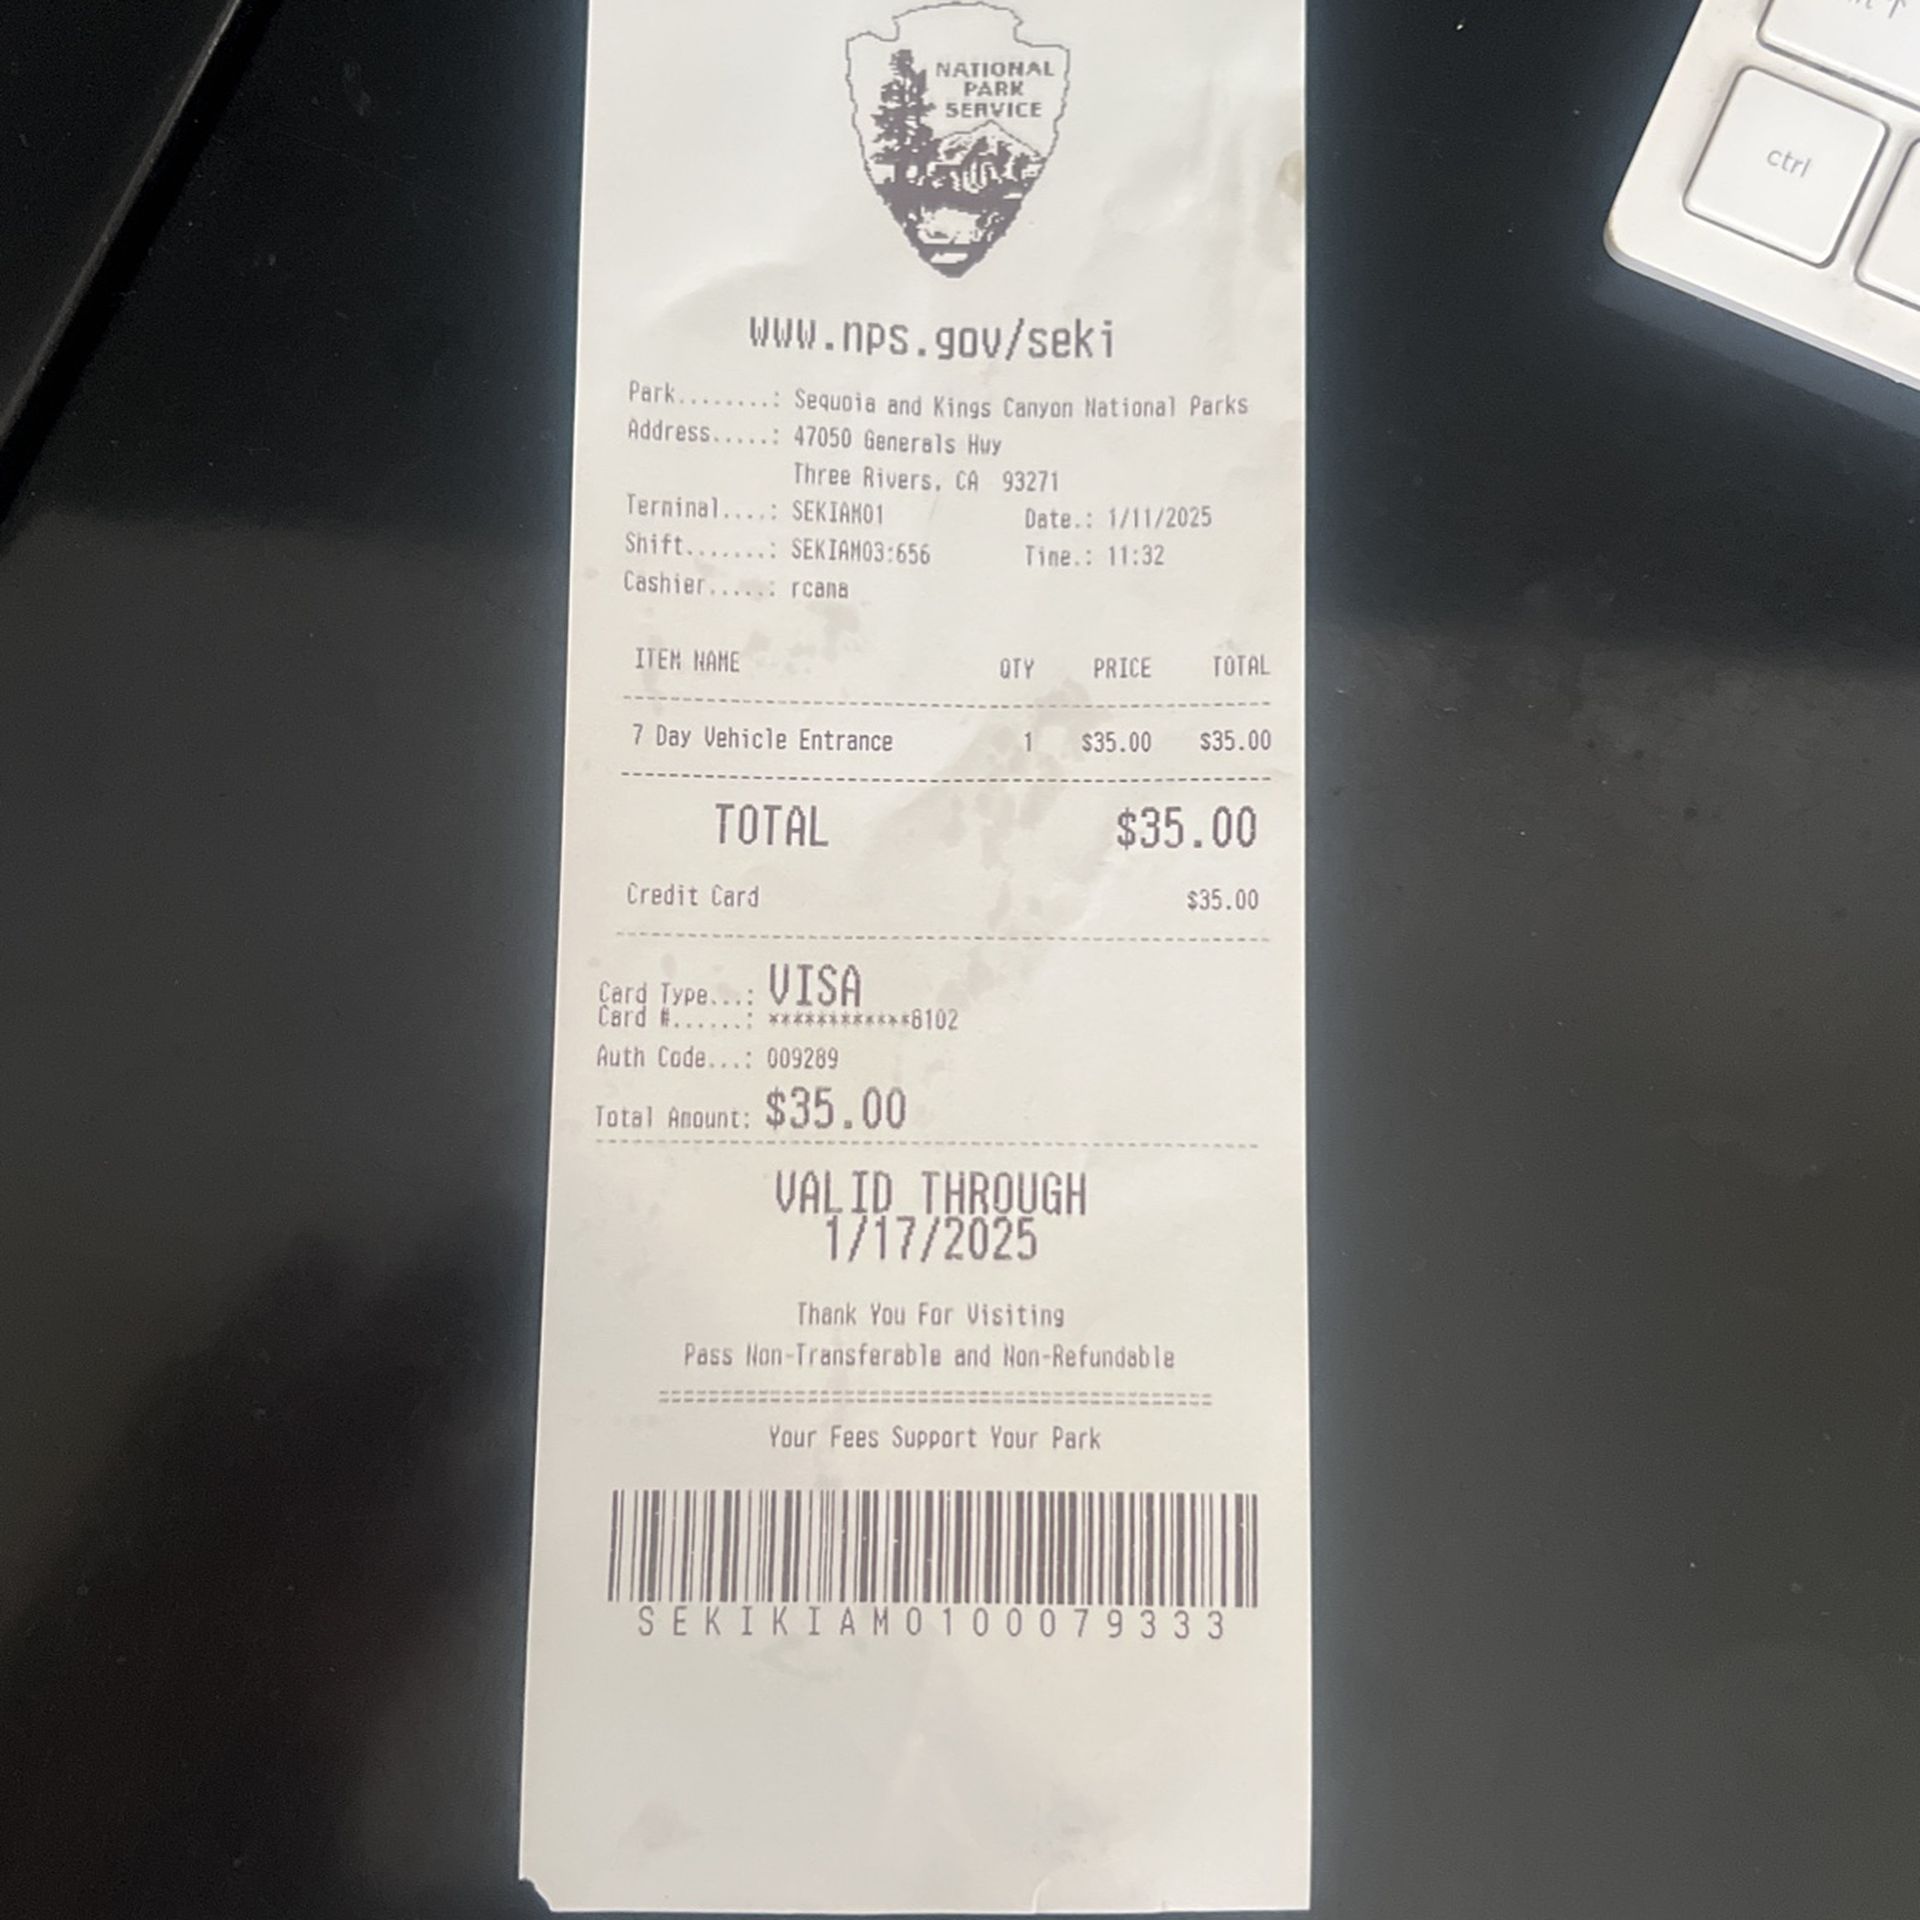 NATIONAL
PARK
SERVICE
www.nps.gov/seki
Park........: Sequoia and Kings Canyon National Parks
Address.....: 47050 Generals Hwy
Three Rivers, CA 93271
Terminal....: SEKIAM01 Date.: 1/11/2025
Shift.......: SEKIAM03:656 Time.: 11:32
Cashier.....: rcama
ITEM NAME QTY PRICE TOTAL
7 Day Vehicle Entrance 1 $35.00 $35.00
TOTAL $35.00
Credit Card $35.00
Card Type...: VISA
Card #......: ************8102
Auth Code...: 009289
Total Amount: $35.00
VALID THROUGH
1/17/2025
Thank You For Visiting
Pass Non-Transferable and Non-Refundable
Your Fees Support Your Park
SEKIKIAM0100079333
ctrl